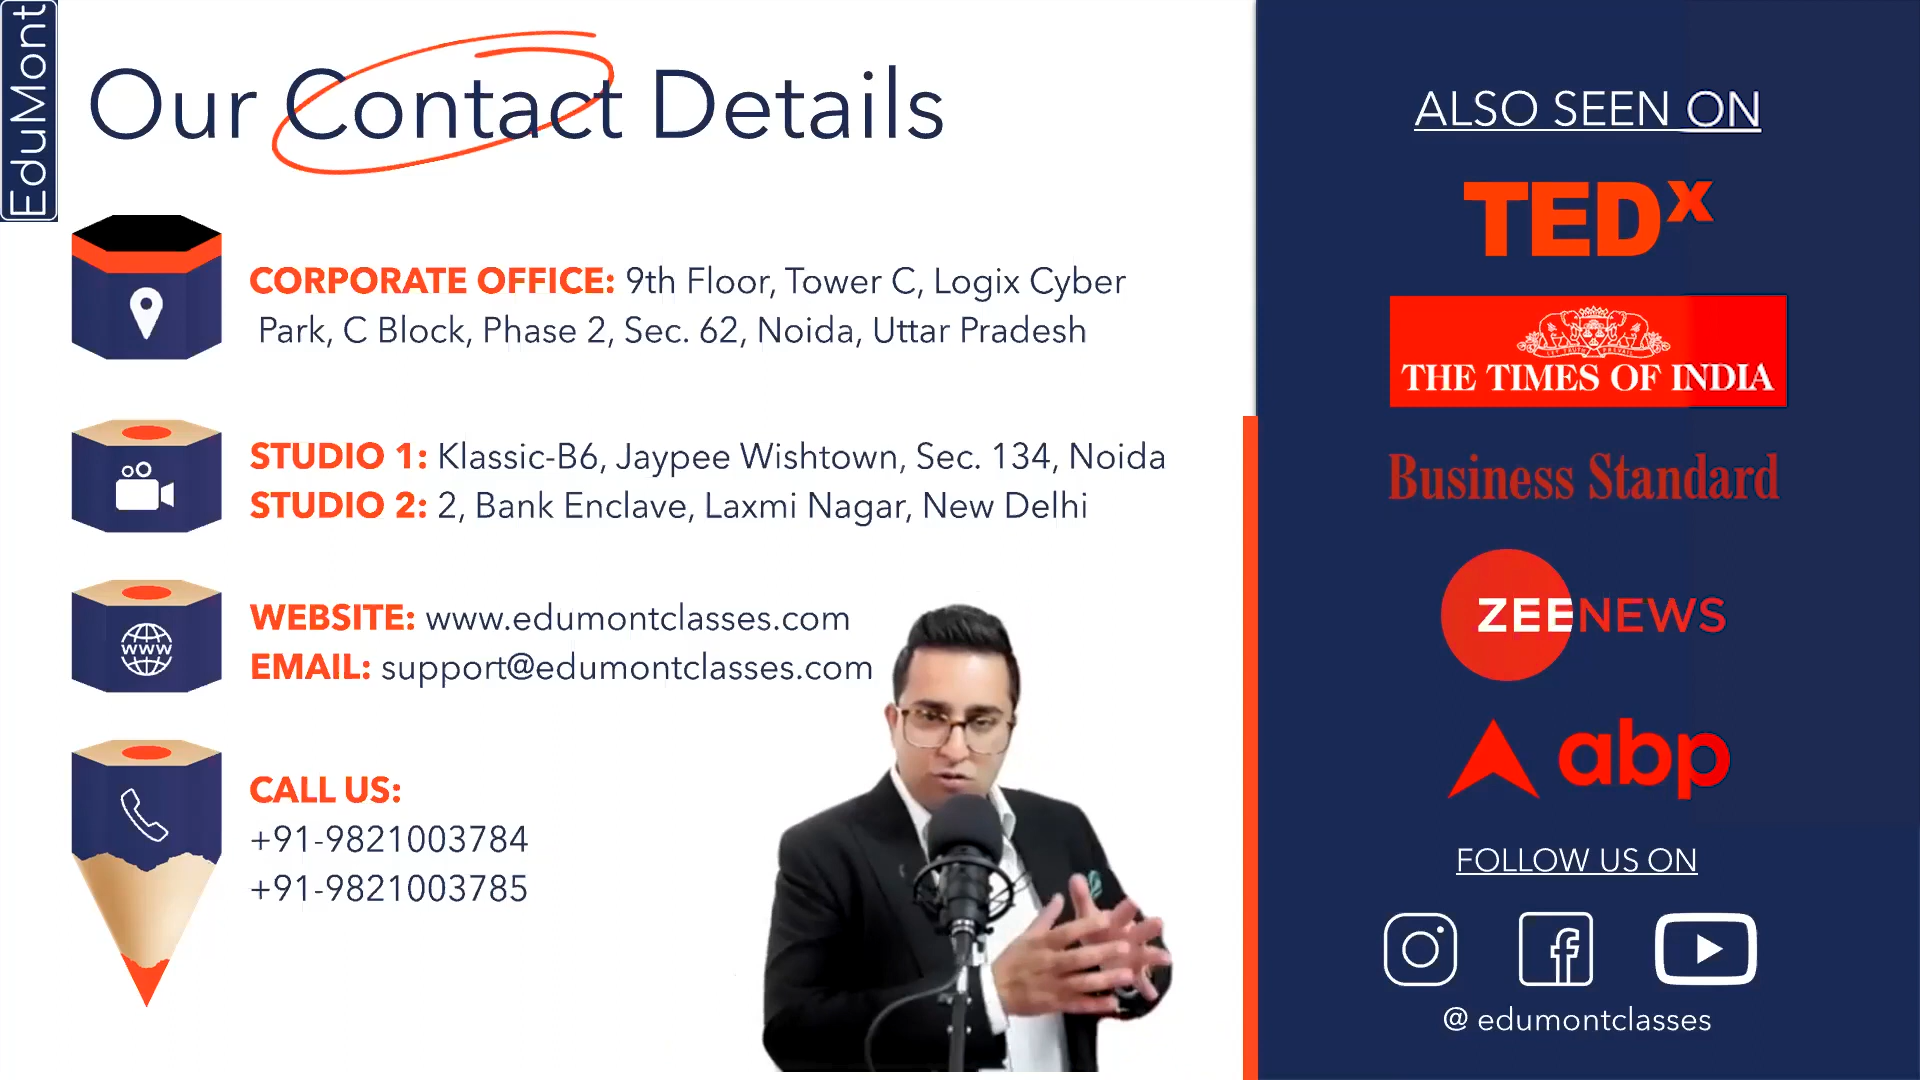 EduMont
Our Contact Details
CORPORATE OFFICE: 9th Floor, Tower C, Logix Cyber
Park, C Block, Phase 2, Sec. 62, Noida, Uttar Pradesh
STUDIO 1: Klassic-B6, Jaypee Wishtown, Sec. 134, Noida
STUDIO 2: 2, Bank Enclave, Laxmi Nagar, New Delhi
www
WEBSITE: www.edumontclasses.com
EMAIL: support@edumontclasses.com
CALL US:
+91-9821003784
+91-9821003785
ALSO SEEN ON
TEDx
THE TIMES OF INDIA
Business Standard
ZEENEWS
abp
FOLLOW US ON
@ edumontclasses